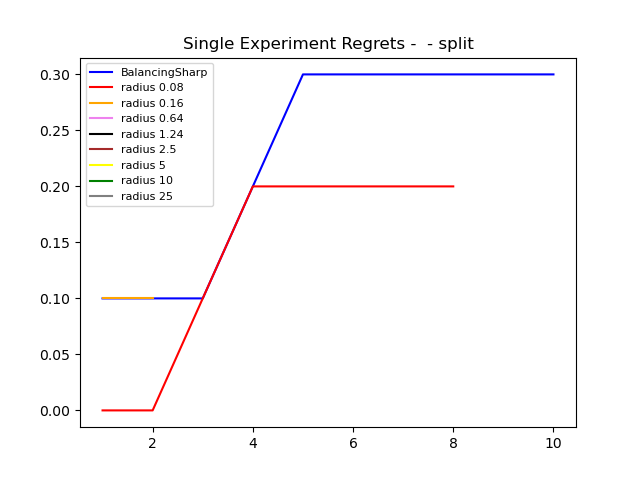 Single Experiment Regrets -  - split
BalancingSharp
radius 0.08
radius 0.16
radius 0.64
radius 1.24
radius 2.5
radius 5
radius 10
radius 25
0.30
0.25
0.20
0.15
0.10
0.05
0.00
2 4 6 8 10